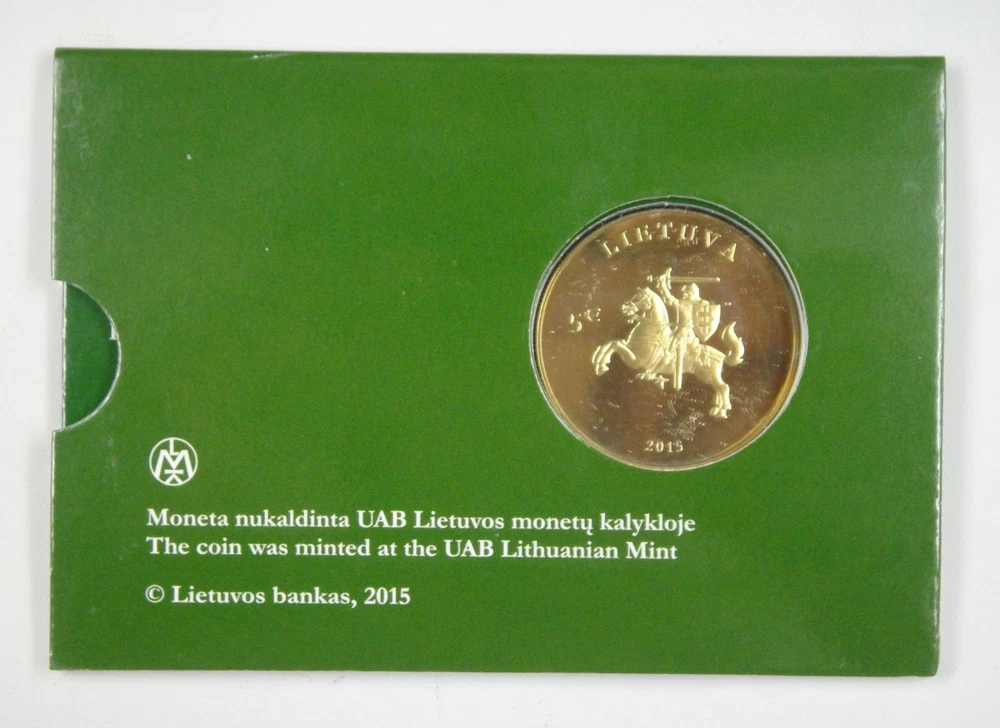 LIETUVA
5€
2015
LMK
Moneta nukaldinta UAB Lietuvos monetų kalykloje
The coin was minted at the UAB Lithuanian Mint
© Lietuvos bankas, 2015